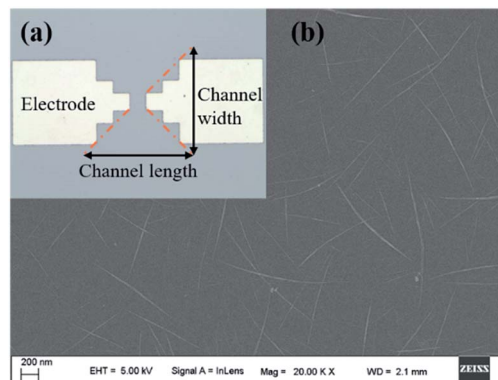 (a)
(b)
Electrode
Channel
width
Channel length
200 nm
EHT = 5.00 kV Signal A = InLens Mag = 20.00 K X WD = 2.1 mm
ZEISS